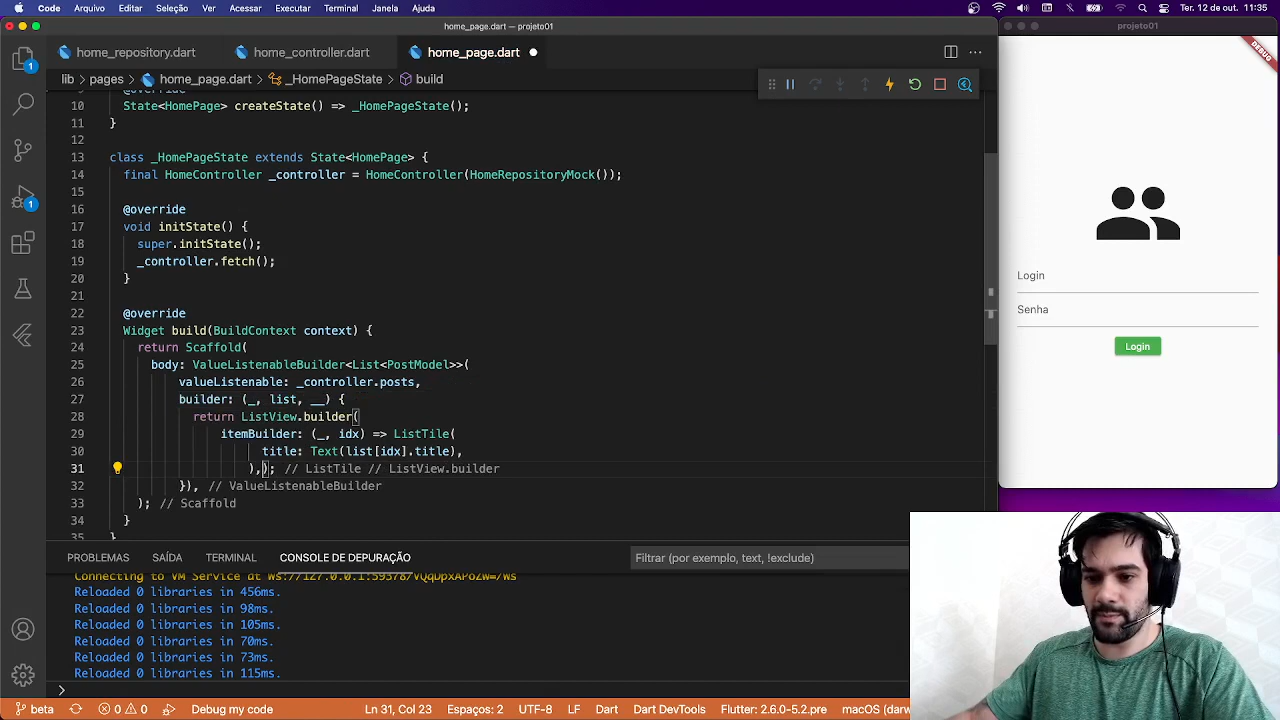 Code Arquivo Editar Seleção Ver Acessar Executar Terminal Janela Ajuda
Ter. 12 de out. 11:35
home_page.dart — projeto01
projeto01
home_repository.dart home_controller.dart home_page.dart
lib > pages > home_page.dart > _HomePageState > build
DEBUG
10 State<HomePage> createState() => _HomePageState();
11 }
12
13 class _HomePageState extends State<HomePage> {
14 final HomeController _controller = HomeController(HomeRepositoryMock());
15
16 @override
17 void initState() {
18 super.initState();
19 _controller.fetch();
20 }
21
22 @override
23 Widget build(BuildContext context) {
24 return Scaffold(
25 body: ValueListenableBuilder<List<PostModel>>(
26 valueListenable: _controller.posts,
27 builder: (_, list, __) {
28 return ListView.builder(
29 itemBuilder: (_, idx) => ListTile(
30 title: Text(list[idx].title),
31 ),); // ListTile // ListView.builder
32 }), // ValueListenableBuilder
33 ); // Scaffold
34 }
35 }
Login
Senha
Login
PROBLEMAS SAÍDA TERMINAL CONSOLE DE DEPURAÇÃO
Filtrar (por exemplo, text, !exclude)
Reloaded 0 libraries in 456ms.
Reloaded 0 libraries in 98ms.
Reloaded 0 libraries in 105ms.
Reloaded 0 libraries in 70ms.
Reloaded 0 libraries in 73ms.
Reloaded 0 libraries in 115ms.
>
beta 0 0 Debug my code Ln 31, Col 23 Espaços: 2 UTF-8 LF Dart Dart DevTools Flutter: 2.6.0-5.2.pre macOS (darw